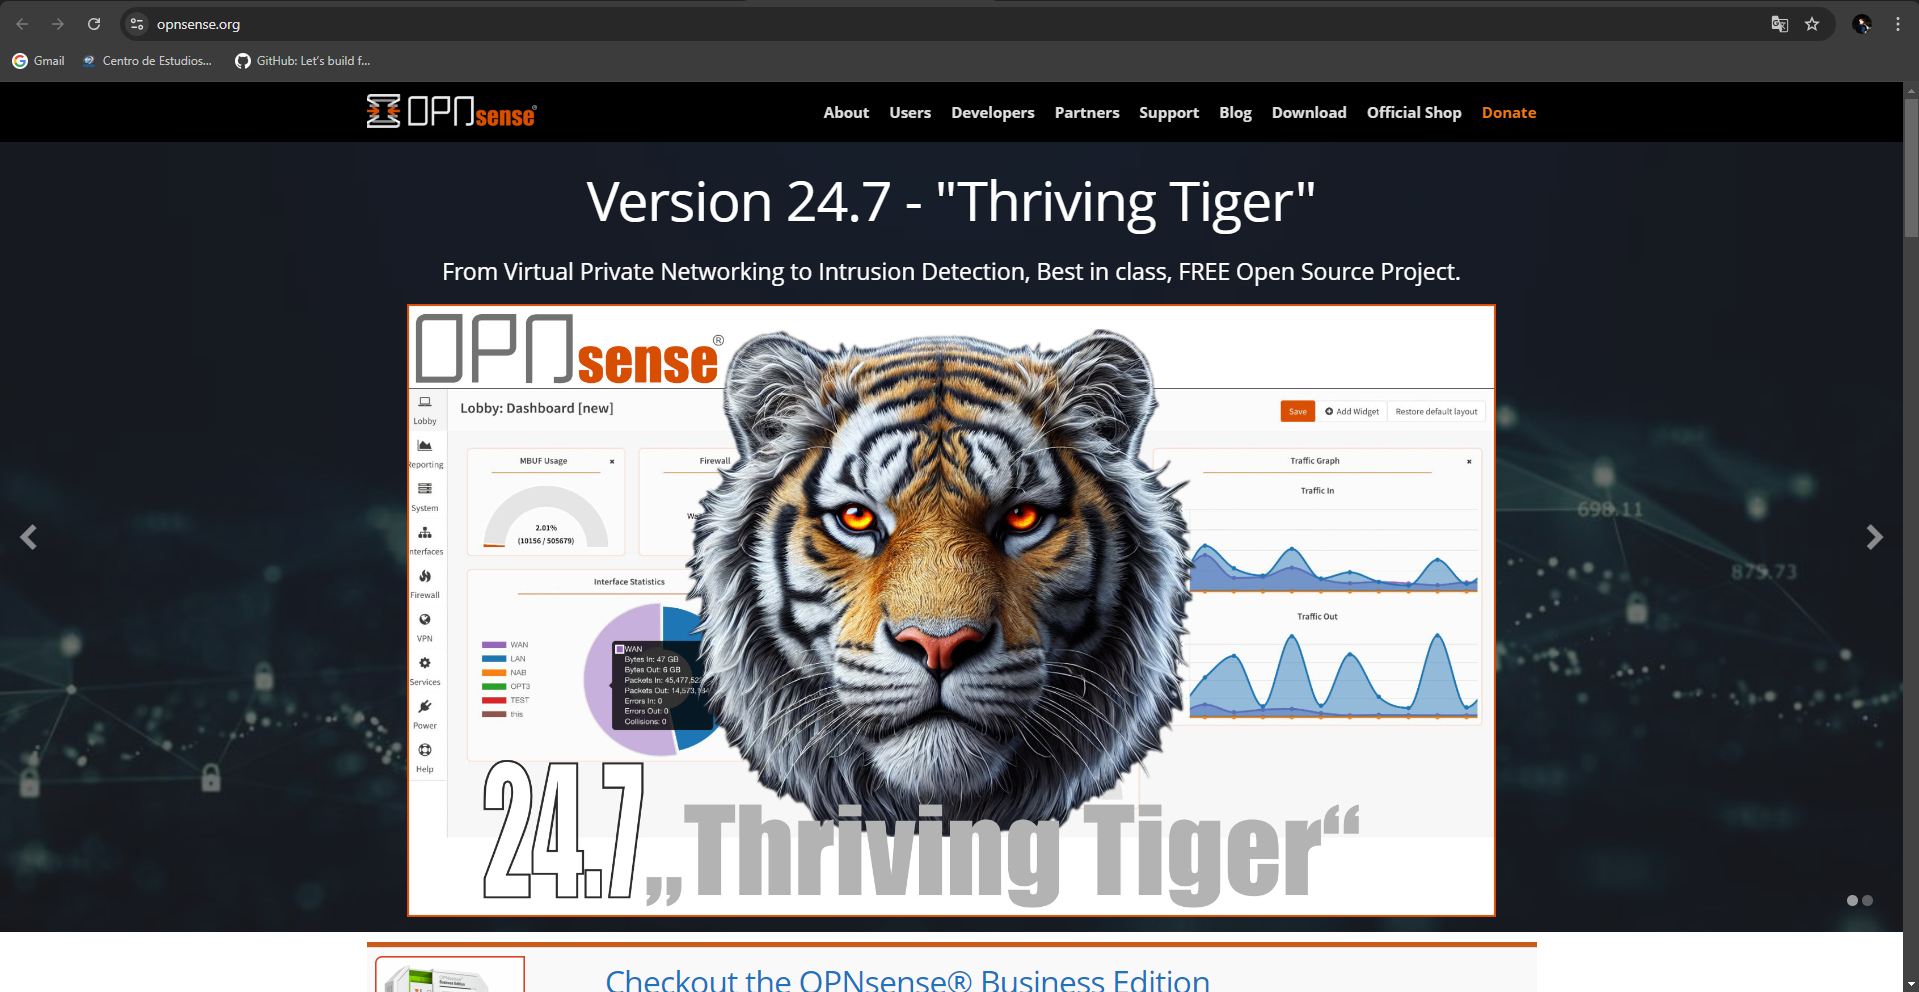 opnsense.org
Gmail
Centro de Estudios...
GitHub: Let's build f...
OPNsense®
About
Users
Developers
Partners
Support
Blog
Download
Official Shop
Donate
Version 24.7 - "Thriving Tiger"
From Virtual Private Networking to Intrusion Detection, Best in class, FREE Open Source Project.
OPNsense®
Lobby: Dashboard [new]
Save
Add Widget
Restore default layout
Lobby
Reporting
System
nterfaces
Firewall
VPN
Services
Power
Help
MBUF Usage
2.01%
(10156 / 505679)
Firewall
Traffic Graph
Traffic In
Traffic Out
Interface Statistics
WAN
LAN
NAB
OPT3
TEST
this
WAN
Bytes In: 47 GB
Bytes Out: 6 GB
Packets In: 45,477,52
Packets Out: 14,573,1
Errors In: 0
Errors Out: 0
Collisions: 0
698.11
879.73
24.7 „Thriving Tiger“
Checkout the OPNsense® Business Edition